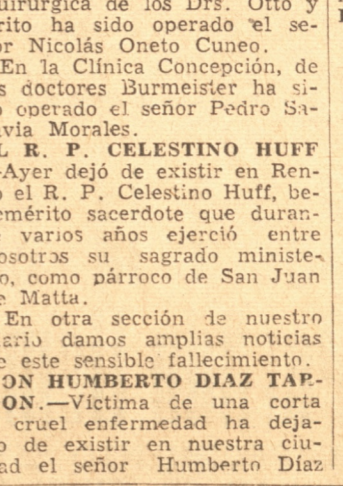 uirúrgica de los Drs. Otto y
rito ha sido operado el se-
or Nicolás Oneto Cuneo.
En la Clínica Concepción, de
s doctores Burmeister ha si-
o operado el señor Pedro Sa-
avia Morales.
L R. P. CELESTINO HUFF
—Ayer dejó de existir en Ren-
o el R. P. Celestino Huff, be-
emérito sacerdote que duran-
varios años ejerció entre
osotros su sagrado ministe-
o, como párroco de San Juan
e Matta.
En otra sección de nuestro
ario damos amplias noticias
e este sensible fallecimiento.
ON HUMBERTO DIAZ TAR-
ON.—Víctima de una corta
cruel enfermedad ha deja-
o de existir en nuestra ciu-
ad el señor Humberto Díaz